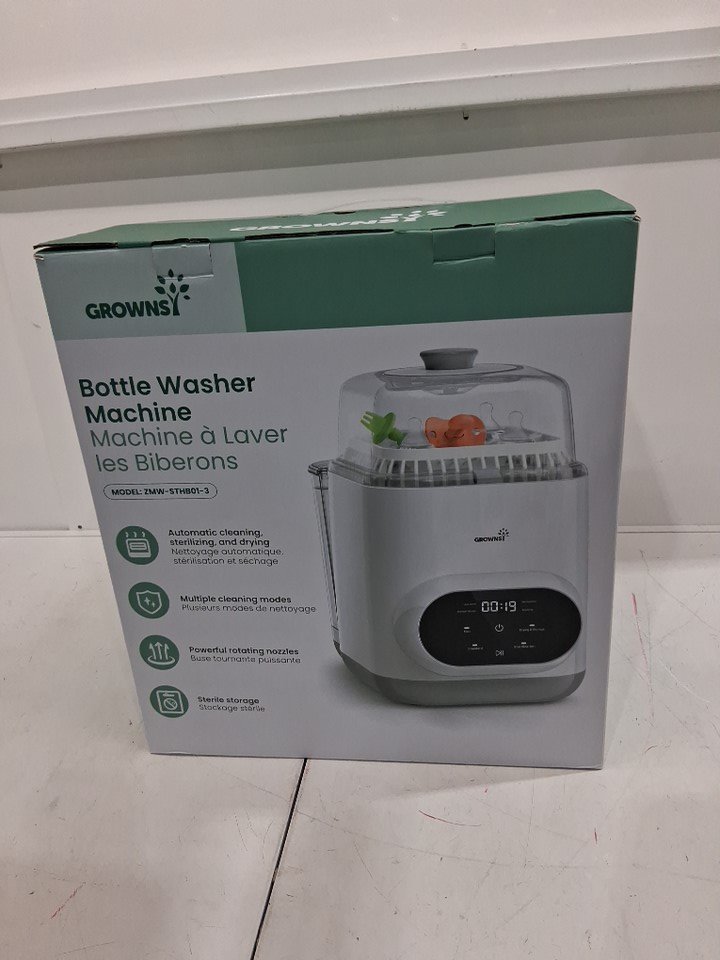 GROWNSY
GROWNSY
Bottle Washer
Machine
Machine à Laver
les Biberons
MODEL: ZMW-STHB01-3
Automatic cleaning,
sterilizing, and drying
Nettoyage automatique,
stérilisation et séchage
Multiple cleaning modes
Plusieurs modes de nettoyage
Powerful rotating nozzles
Buse tournante puissante
Sterile storage
Stockage stérile
GROWNSY
00:19